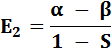 E₂ = (α − β) / (1 − S)